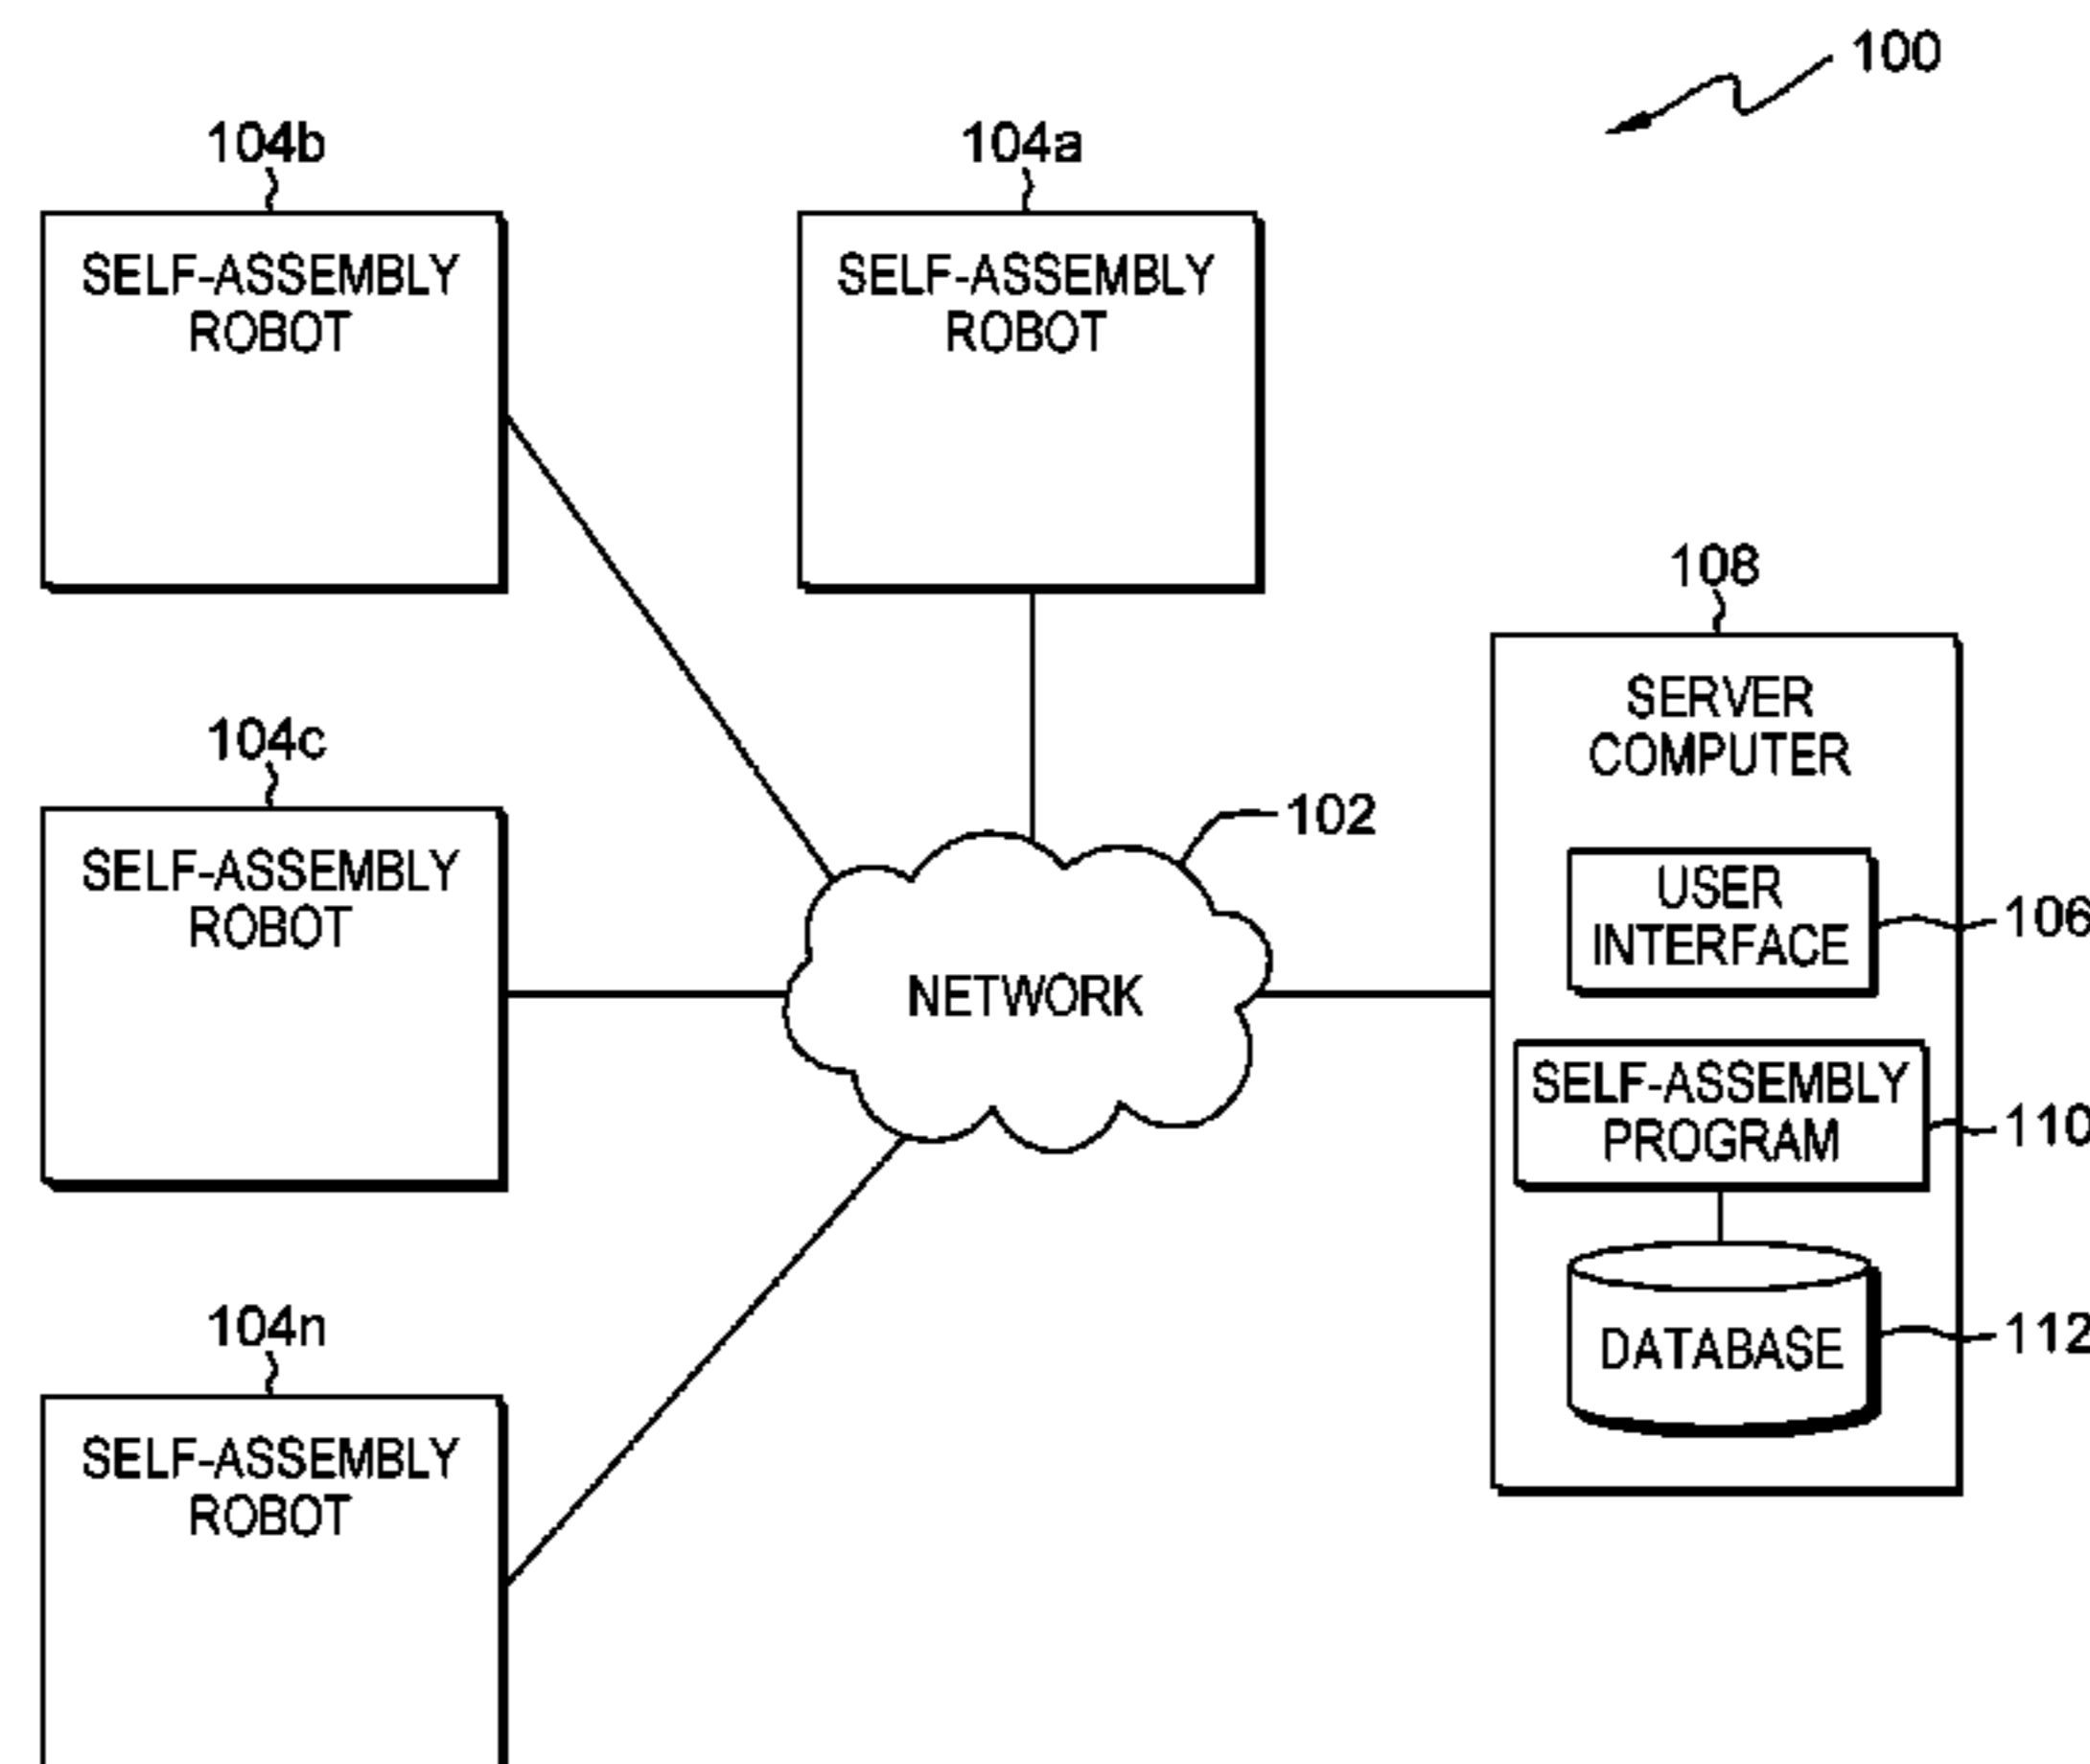 100
104b
SELF-ASSEMBLY
ROBOT
104a
SELF-ASSEMBLY
ROBOT
108
SERVER
COMPUTER
104c
SELF-ASSEMBLY
ROBOT
102
NETWORK
USER
INTERFACE
106
SELF-ASSEMBLY
PROGRAM
110
DATABASE
112
104n
SELF-ASSEMBLY
ROBOT